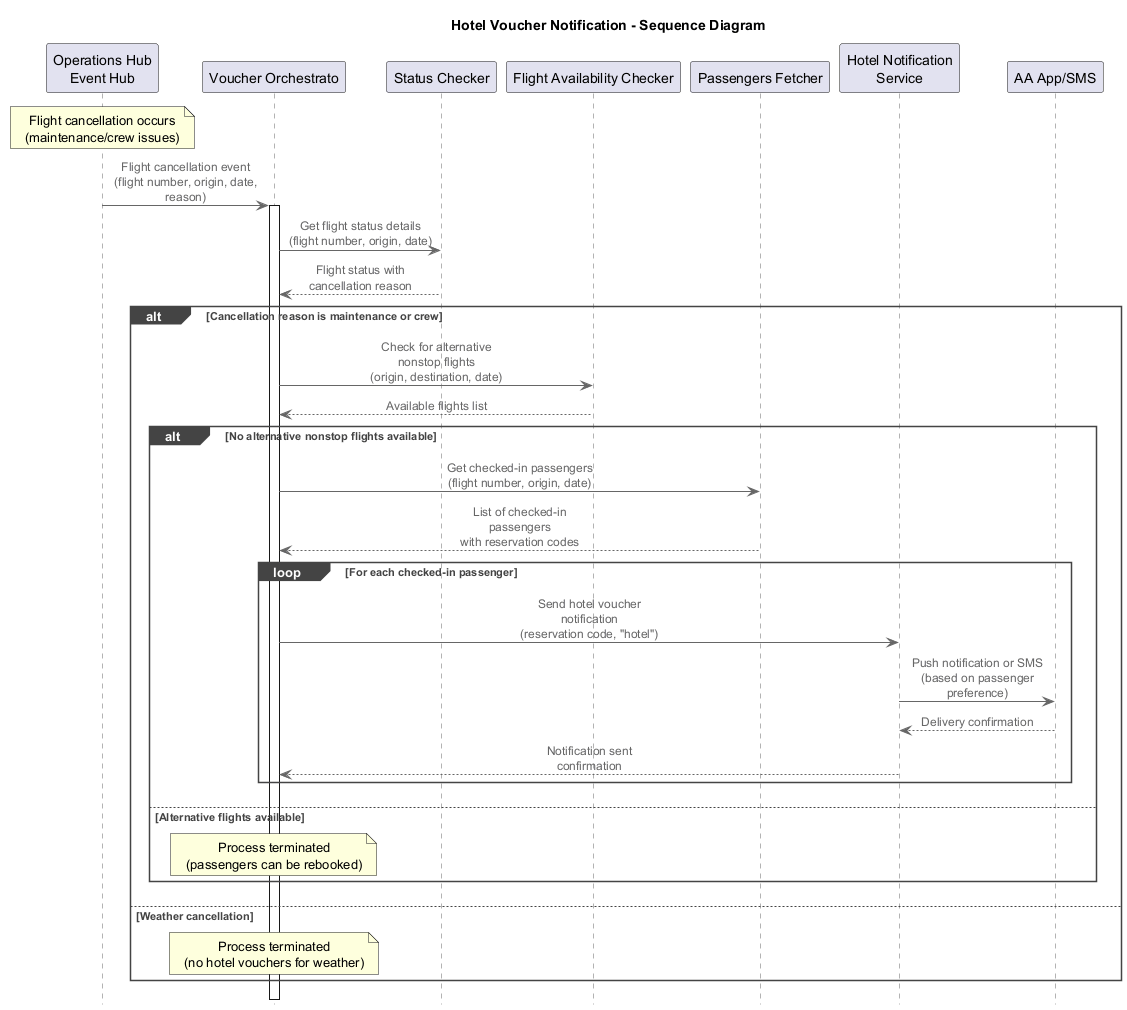 Hotel Voucher Notification - Sequence Diagram
Operations Hub
Event Hub
Voucher Orchestrato
Status Checker
Flight Availability Checker
Passengers Fetcher
Hotel Notification
Service
AA App/SMS
Flight cancellation occurs
(maintenance/crew issues)
Flight cancellation event
(flight number, origin, date,
reason)
Get flight status details
(flight number, origin, date)
Flight status with
cancellation reason
alt
[Cancellation reason is maintenance or crew]
Check for alternative
nonstop flights
(origin, destination, date)
Available flights list
alt
[No alternative nonstop flights available]
Get checked-in passengers
(flight number, origin, date)
List of checked-in
passengers
with reservation codes
loop
[For each checked-in passenger]
Send hotel voucher
notification
(reservation code, "hotel")
Push notification or SMS
(based on passenger
preference)
Delivery confirmation
Notification sent
confirmation
[Alternative flights available]
Process terminated
(passengers can be rebooked)
[Weather cancellation]
Process terminated
(no hotel vouchers for weather)